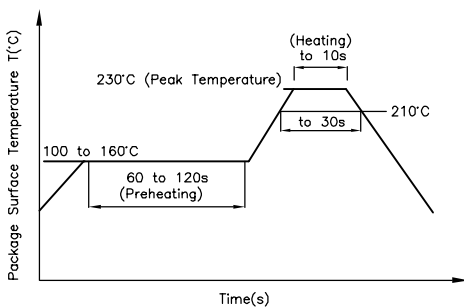 (Heating)
to 10s
230°C (Peak Temperature)
210°C
to 30s
100 to 160°C
60 to 120s
(Preheating)
Package Surface Temperature T(°C)
Time(s)